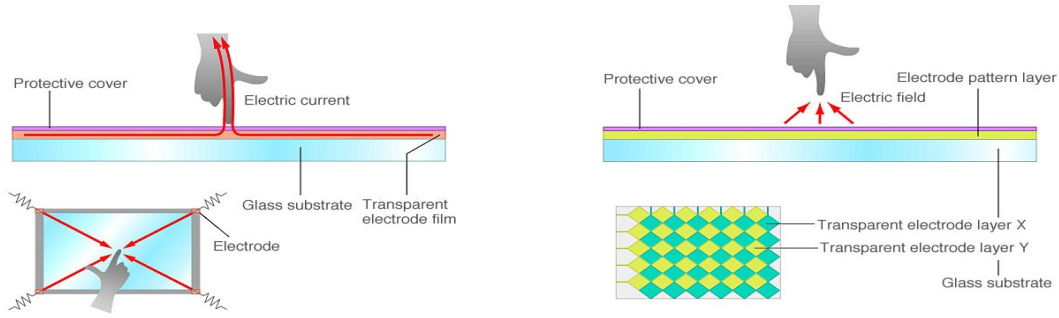 Protective cover
Electric current
Glass substrate
Transparent
electrode film
Electrode
Protective cover
Electrode pattern layer
Electric field
Transparent electrode layer X
Transparent electrode layer Y
Glass substrate